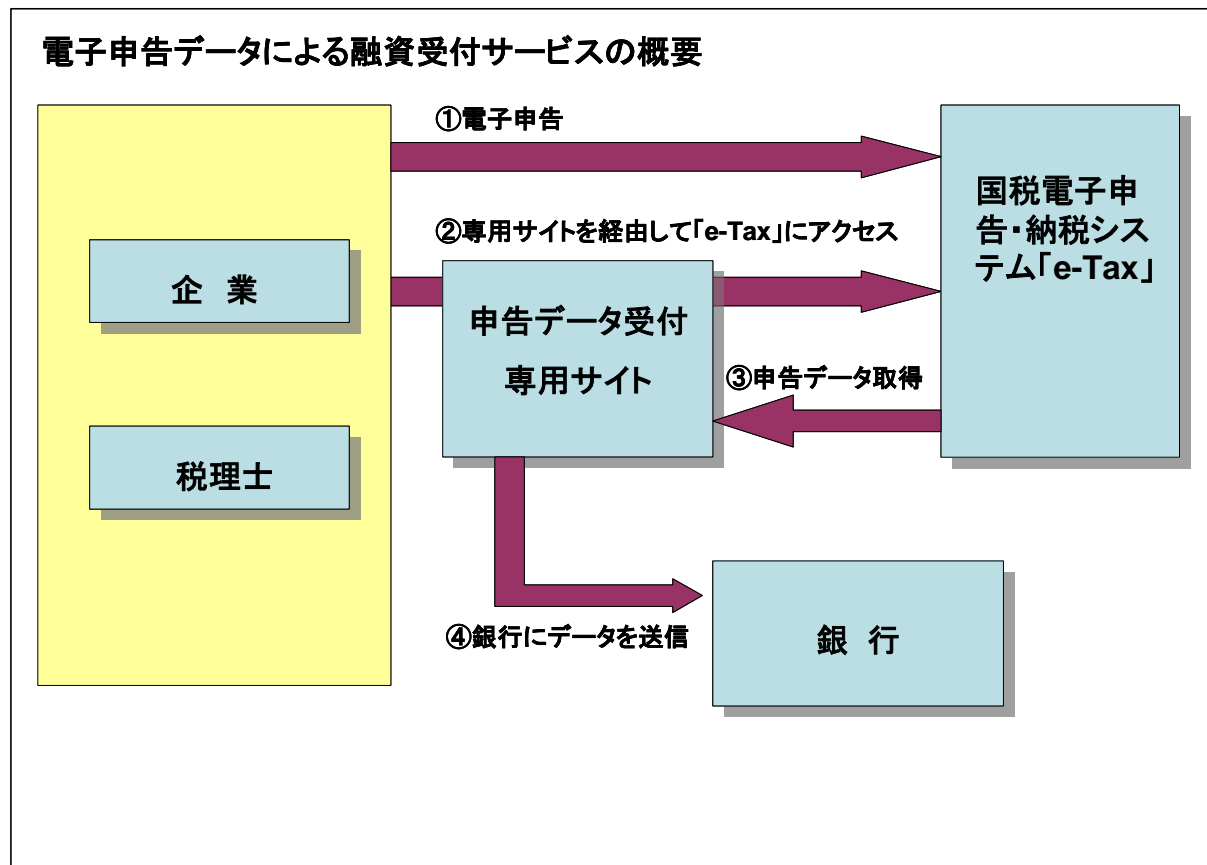 電子申告データによる融資受付サービスの概要
①電子申告
国税電子申
告・納税シス
テム「e-Tax」
②専用サイトを経由して「e-Tax」にアクセス
企 業
申告データ受付
専用サイト
③申告データ取得
税理士
④銀行にデータを送信
銀 行